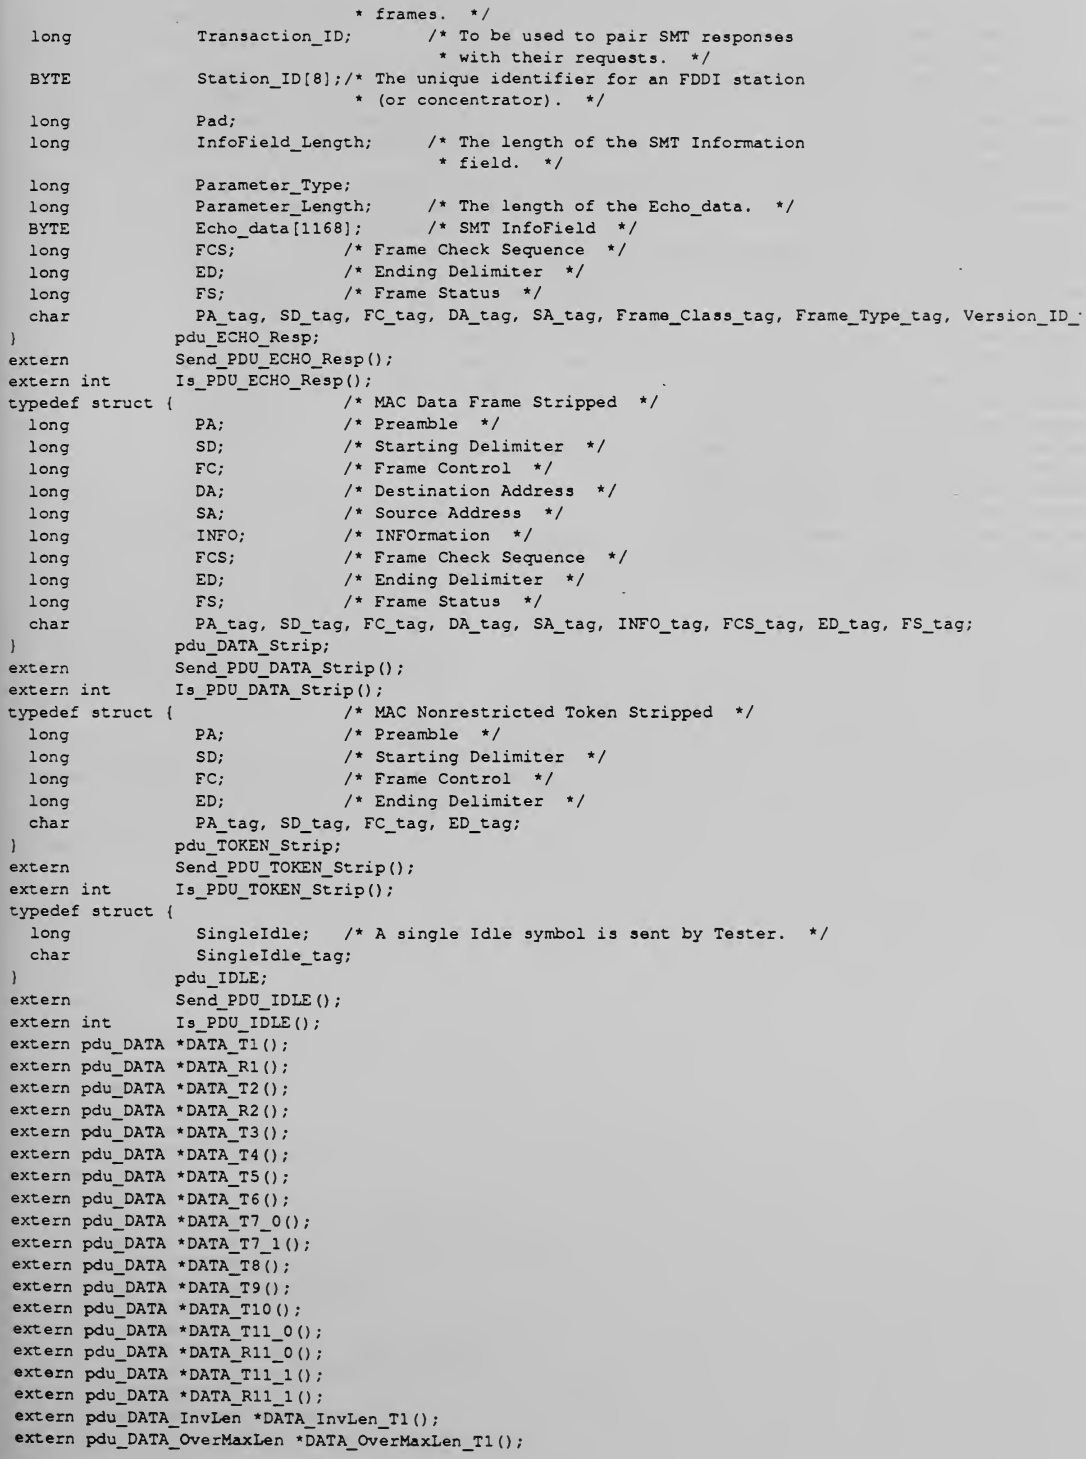 * frames.  */
long Transaction_ID; /* To be used to pair SMT responses
* with their requests.  */
BYTE Station_ID[8];/* The unique identifier for an FDDI station
* (or concentrator).  */
long Pad;
long InfoField_Length; /* The length of the SMT Information
* field.  */
long Parameter_Type;
long Parameter_Length; /* The length of the Echo_data.  */
BYTE Echo_data[1168]; /* SMT InfoField  */
long FCS; /* Frame Check Sequence  */
long ED; /* Ending Delimiter  */
long FS; /* Frame Status  */
char PA_tag, SD_tag, FC_tag, DA_tag, SA_tag, Frame_Class_tag, Frame_Type_tag, Version_ID_
} pdu_ECHO_Resp;
extern Send_PDU_ECHO_Resp();
extern int Is_PDU_ECHO_Resp();
typedef struct { /* MAC Data Frame Stripped  */
long PA; /* Preamble  */
long SD; /* Starting Delimiter  */
long FC; /* Frame Control  */
long DA; /* Destination Address  */
long SA; /* Source Address  */
long INFO; /* INFOrmation  */
long FCS; /* Frame Check Sequence  */
long ED; /* Ending Delimiter  */
long FS; /* Frame Status  */
char PA_tag, SD_tag, FC_tag, DA_tag, SA_tag, INFO_tag, FCS_tag, ED_tag, FS_tag;
} pdu_DATA_Strip;
extern Send_PDU_DATA_Strip();
extern int Is_PDU_DATA_Strip();
typedef struct { /* MAC Nonrestricted Token Stripped  */
long PA; /* Preamble  */
long SD; /* Starting Delimiter  */
long FC; /* Frame Control  */
long ED; /* Ending Delimiter  */
char PA_tag, SD_tag, FC_tag, ED_tag;
} pdu_TOKEN_Strip;
extern Send_PDU_TOKEN_Strip();
extern int Is_PDU_TOKEN_Strip();
typedef struct {
long SingleIdle; /* A single Idle symbol is sent by Tester.  */
char SingleIdle_tag;
} pdu_IDLE;
extern Send_PDU_IDLE();
extern int Is_PDU_IDLE();
extern pdu_DATA *DATA_T1();
extern pdu_DATA *DATA_R1();
extern pdu_DATA *DATA_T2();
extern pdu_DATA *DATA_R2();
extern pdu_DATA *DATA_T3();
extern pdu_DATA *DATA_T4();
extern pdu_DATA *DATA_T5();
extern pdu_DATA *DATA_T6();
extern pdu_DATA *DATA_T7_0();
extern pdu_DATA *DATA_T7_1();
extern pdu_DATA *DATA_T8();
extern pdu_DATA *DATA_T9();
extern pdu_DATA *DATA_T10();
extern pdu_DATA *DATA_T11_0();
extern pdu_DATA *DATA_R11_0();
extern pdu_DATA *DATA_T11_1();
extern pdu_DATA *DATA_R11_1();
extern pdu_DATA_InvLen *DATA_InvLen_T1();
extern pdu_DATA_OverMaxLen *DATA_OverMaxLen_T1();